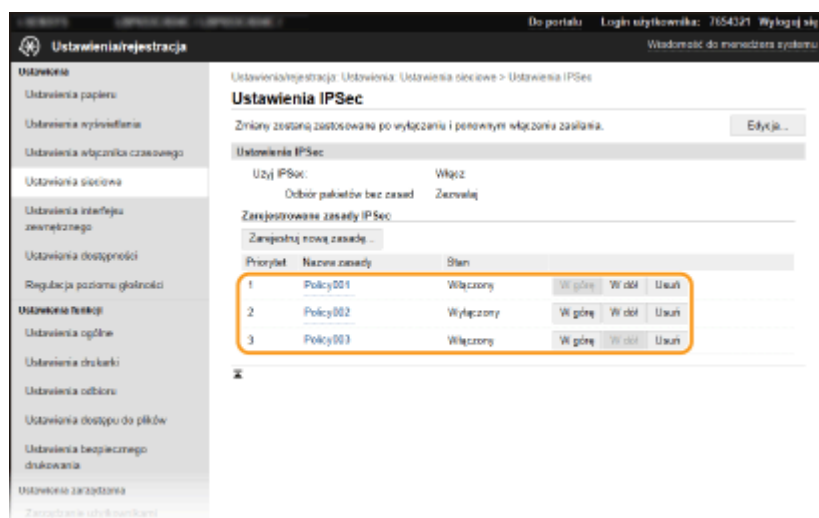 Do portalu Login użytkownika: 7654321 Wyloguj się
Ustawienia/rejestracja
Wiadomość do menedżera systemu
Ustawienia
Ustawienia papieru
Ustawienia wyświetlania
Ustawienia włącznika czasowego
Ustawienia sieciowe
Ustawienia interfejsu
zewnętrznego
Ustawienia dostępności
Regulacja poziomu głośności
Ustawienia funkcji
Ustawienia ogólne
Ustawienia drukarki
Ustawienia odbioru
Ustawienia dostępu do plików
Ustawienia bezpiecznego
drukowania
Ustawienia zarządzania
Zarządzanie użytkownikami
Ustawienia/rejestracja: Ustawienia: Ustawienia sieciowe > Ustawienia IPSec
Ustawienia IPSec
Zmiany zostaną zastosowane po wyłączeniu i ponownym włączeniu zasilania.
Edycja...
Ustawienia IPSec
Użyj IPSec: Włącz
Odbiór pakietów bez zasad Zezwalaj
Zarejestrowane zasady IPSec
Zarejestruj nową zasadę...
Priorytet Nazwa zasady Stan
1 Policy001 Włączony W górę W dół Usuń
2 Policy002 Wyłączony W górę W dół Usuń
3 Policy003 Włączony W górę W dół Usuń